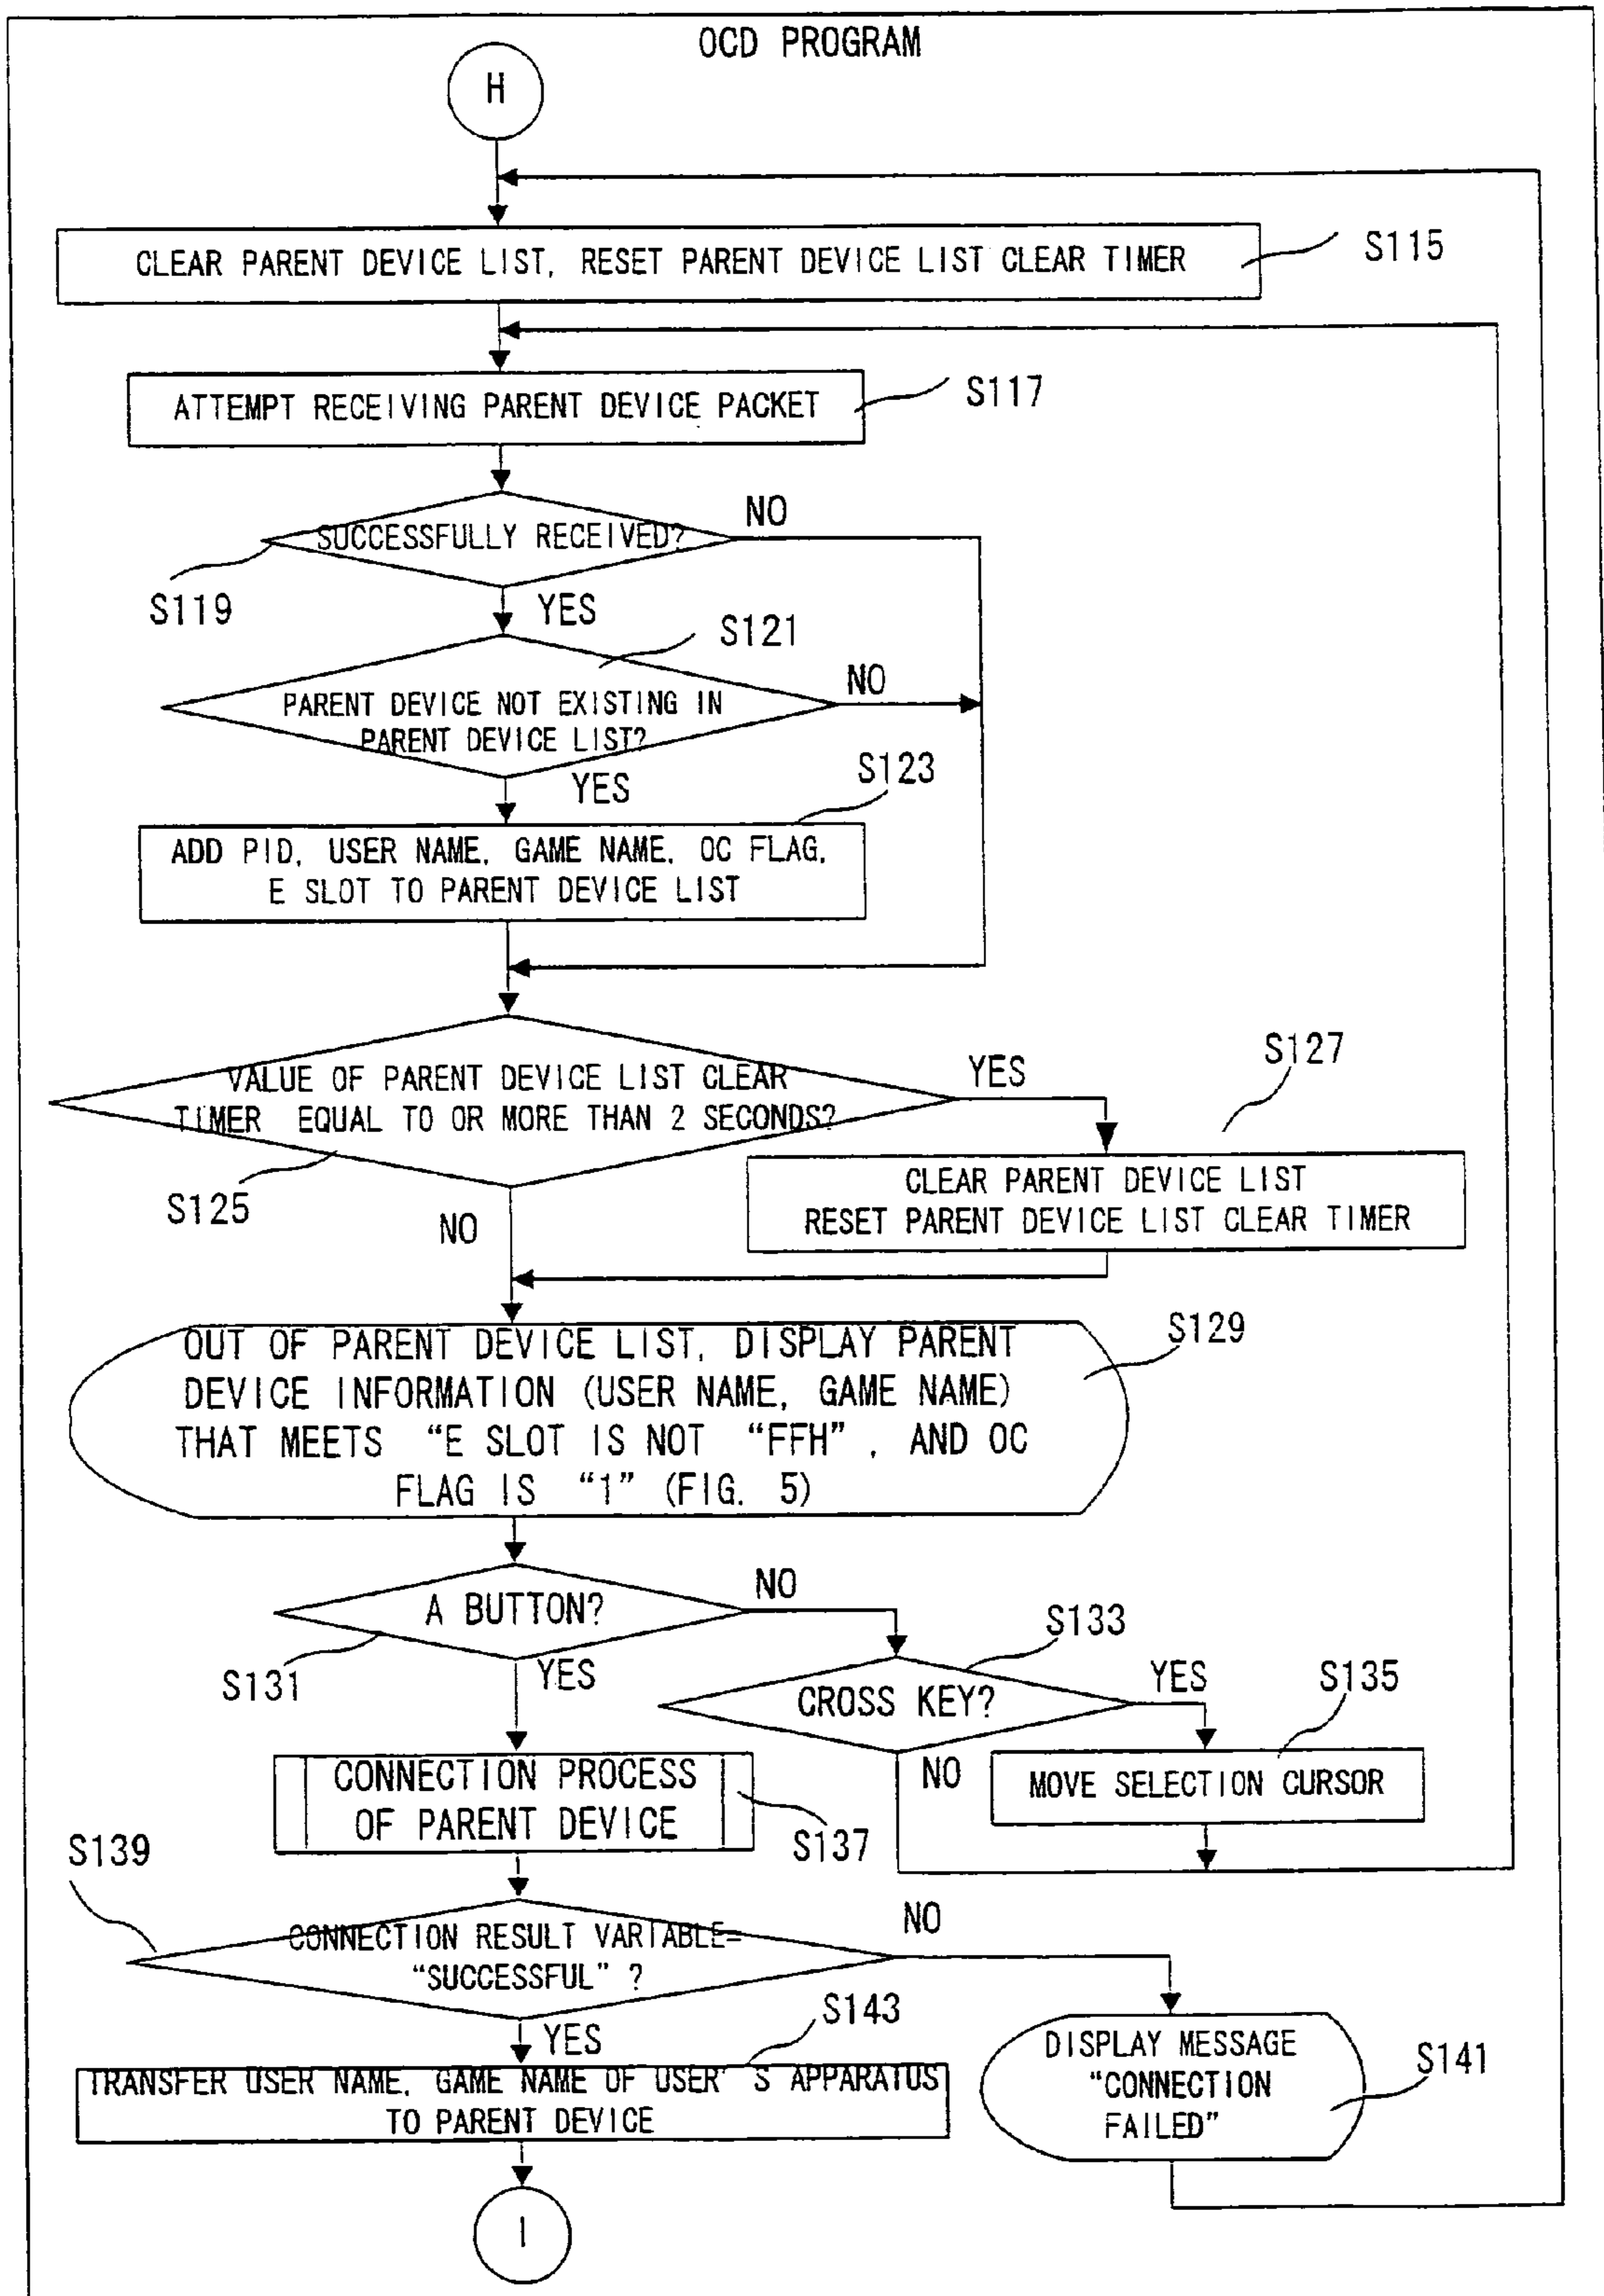 OCD PROGRAM
H
CLEAR PARENT DEVICE LIST, RESET PARENT DEVICE LIST CLEAR TIMER
S115
ATTEMPT RECEIVING PARENT DEVICE PACKET
S117
SUCCESSFULLY RECEIVED?
NO
S119
YES
S121
PARENT DEVICE NOT EXISTING IN
PARENT DEVICE LIST?
NO
YES
S123
ADD PID, USER NAME, GAME NAME, OC FLAG,
E SLOT TO PARENT DEVICE LIST
VALUE OF PARENT DEVICE LIST CLEAR
TIMER EQUAL TO OR MORE THAN 2 SECONDS?
YES
S127
S125
NO
CLEAR PARENT DEVICE LIST
RESET PARENT DEVICE LIST CLEAR TIMER
OUT OF PARENT DEVICE LIST, DISPLAY PARENT
DEVICE INFORMATION (USER NAME, GAME NAME)
THAT MEETS "E SLOT IS NOT "FFH", AND OC
FLAG IS "1" (FIG. 5)
S129
A BUTTON?
NO
S131
YES
S133
CROSS KEY?
YES
S135
NO
MOVE SELECTION CURSOR
CONNECTION PROCESS
OF PARENT DEVICE
S137
S139
CONNECTION RESULT VARIABLE=
"SUCCESSFUL" ?
NO
YES
S143
TRANSFER USER NAME, GAME NAME OF USER'S APPARATUS
TO PARENT DEVICE
DISPLAY MESSAGE
"CONNECTION
FAILED"
S141
I